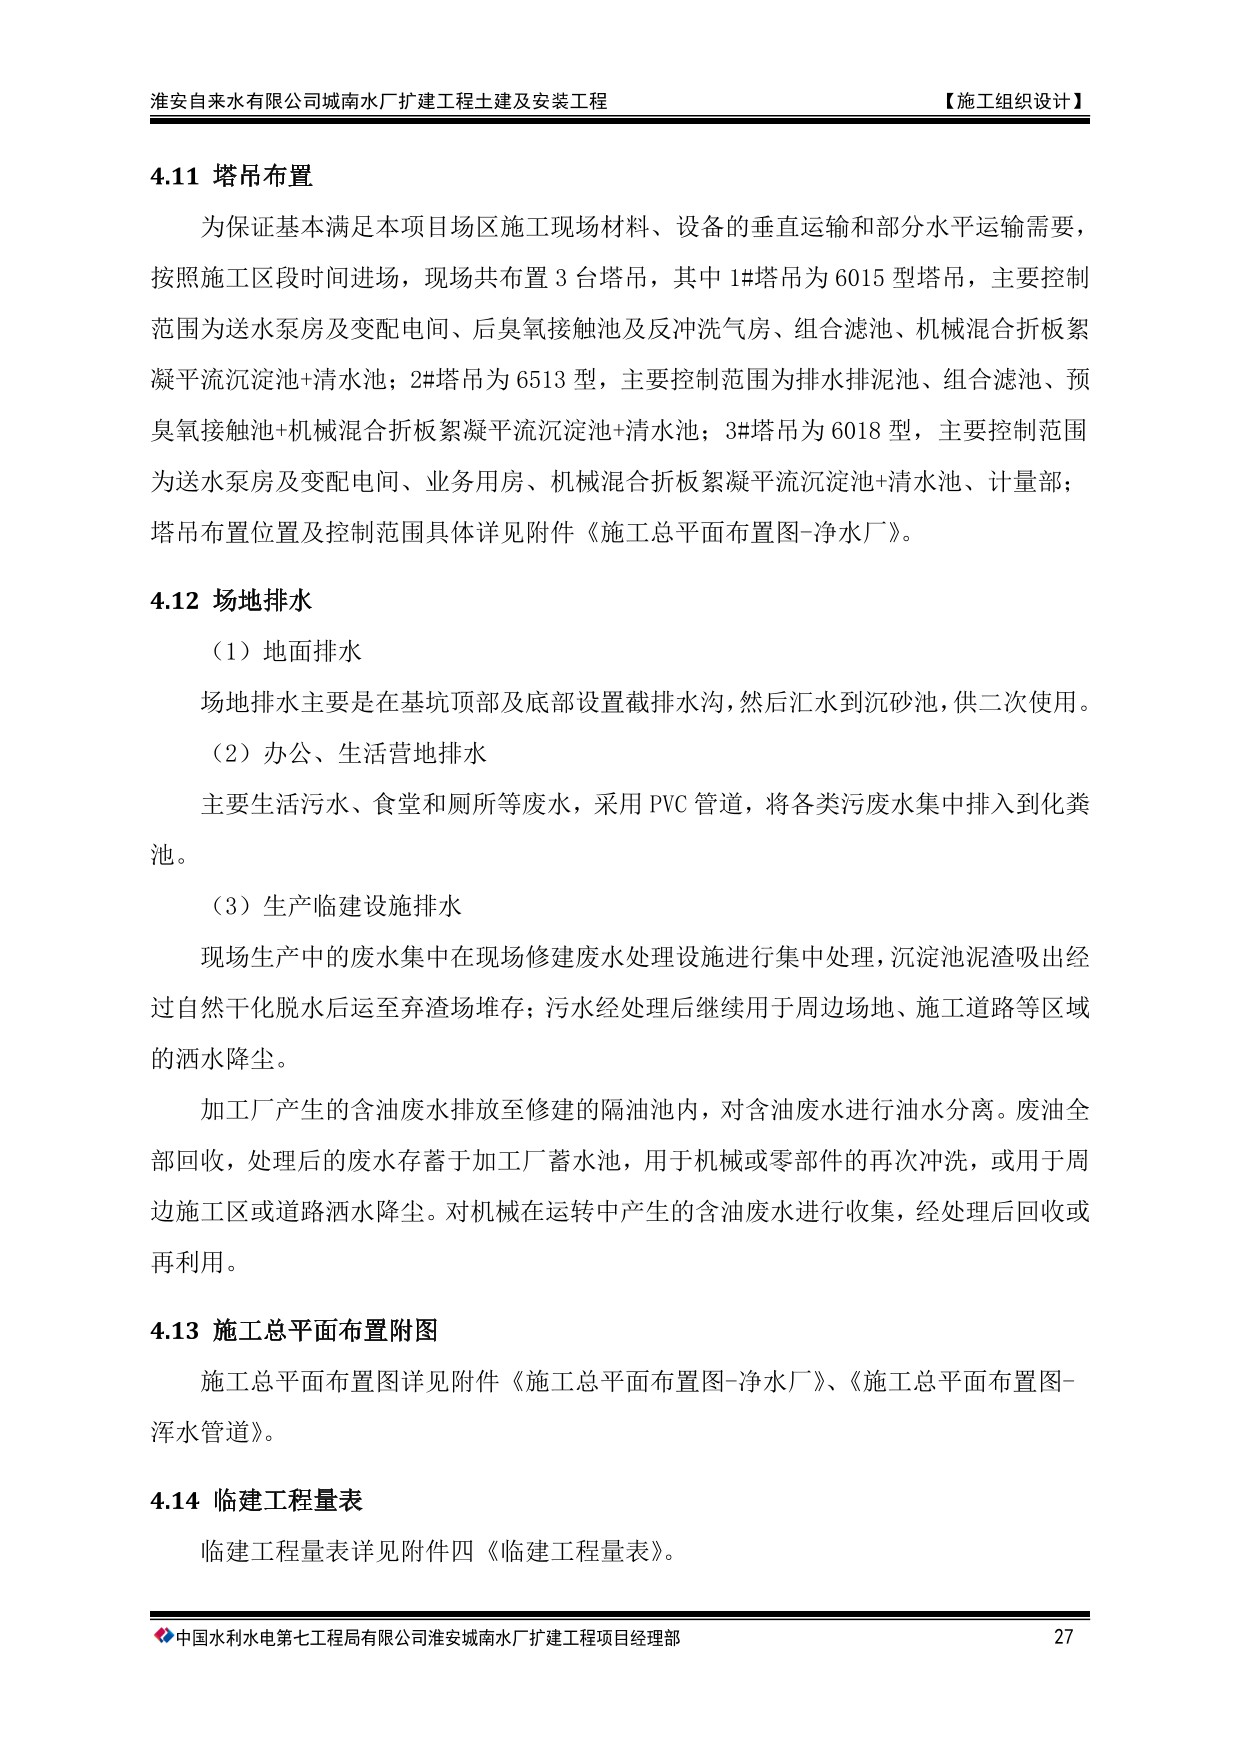 淮安自来水有限公司城南水厂扩建工程土建及安装工程 【施工组织设计】
4.11 塔吊布置
为保证基本满足本项目场区施工现场材料、设备的垂直运输和部分水平运输需要，
按照施工区段时间进场，现场共布置 3 台塔吊，其中 1#塔吊为 6015 型塔吊，主要控制
范围为送水泵房及变配电间、后臭氧接触池及反冲洗气房、组合滤池、机械混合折板絮
凝平流沉淀池+清水池；2#塔吊为 6513 型，主要控制范围为排水排泥池、组合滤池、预
臭氧接触池+机械混合折板絮凝平流沉淀池+清水池；3#塔吊为 6018 型，主要控制范围
为送水泵房及变配电间、业务用房、机械混合折板絮凝平流沉淀池+清水池、计量部；
塔吊布置位置及控制范围具体详见附件《施工总平面布置图-净水厂》。
4.12 场地排水
（1）地面排水
场地排水主要是在基坑顶部及底部设置截排水沟，然后汇水到沉砂池，供二次使用。
（2）办公、生活营地排水
主要生活污水、食堂和厕所等废水，采用 PVC 管道，将各类污废水集中排入到化粪
池。
（3）生产临建设施排水
现场生产中的废水集中在现场修建废水处理设施进行集中处理，沉淀池泥渣吸出经
过自然干化脱水后运至弃渣场堆存；污水经处理后继续用于周边场地、施工道路等区域
的洒水降尘。
加工厂产生的含油废水排放至修建的隔油池内，对含油废水进行油水分离。废油全
部回收，处理后的废水存蓄于加工厂蓄水池，用于机械或零部件的再次冲洗，或用于周
边施工区或道路洒水降尘。对机械在运转中产生的含油废水进行收集，经处理后回收或
再利用。
4.13 施工总平面布置附图
施工总平面布置图详见附件《施工总平面布置图-净水厂》、《施工总平面布置图-
浑水管道》。
4.14 临建工程量表
临建工程量表详见附件四《临建工程量表》。
中国水利水电第七工程局有限公司淮安城南水厂扩建工程项目经理部 27